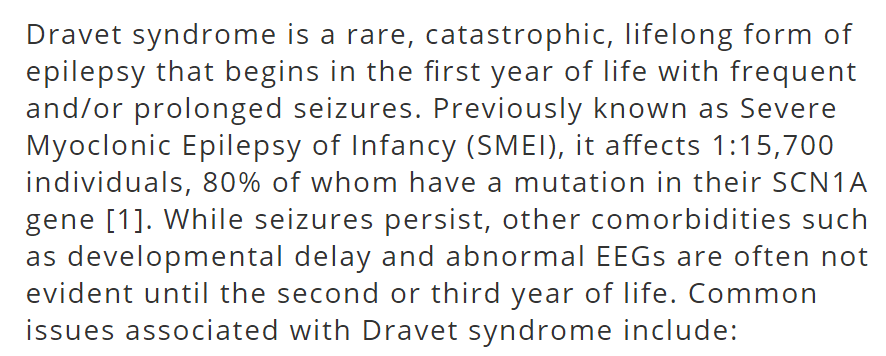 Dravet syndrome is a rare, catastrophic, lifelong form of
epilepsy that begins in the first year of life with frequent
and/or prolonged seizures. Previously known as Severe
Myoclonic Epilepsy of Infancy (SMEI), it affects 1:15,700
individuals, 80% of whom have a mutation in their SCN1A
gene [1]. While seizures persist, other comorbidities such
as developmental delay and abnormal EEGs are often not
evident until the second or third year of life. Common
issues associated with Dravet syndrome include: